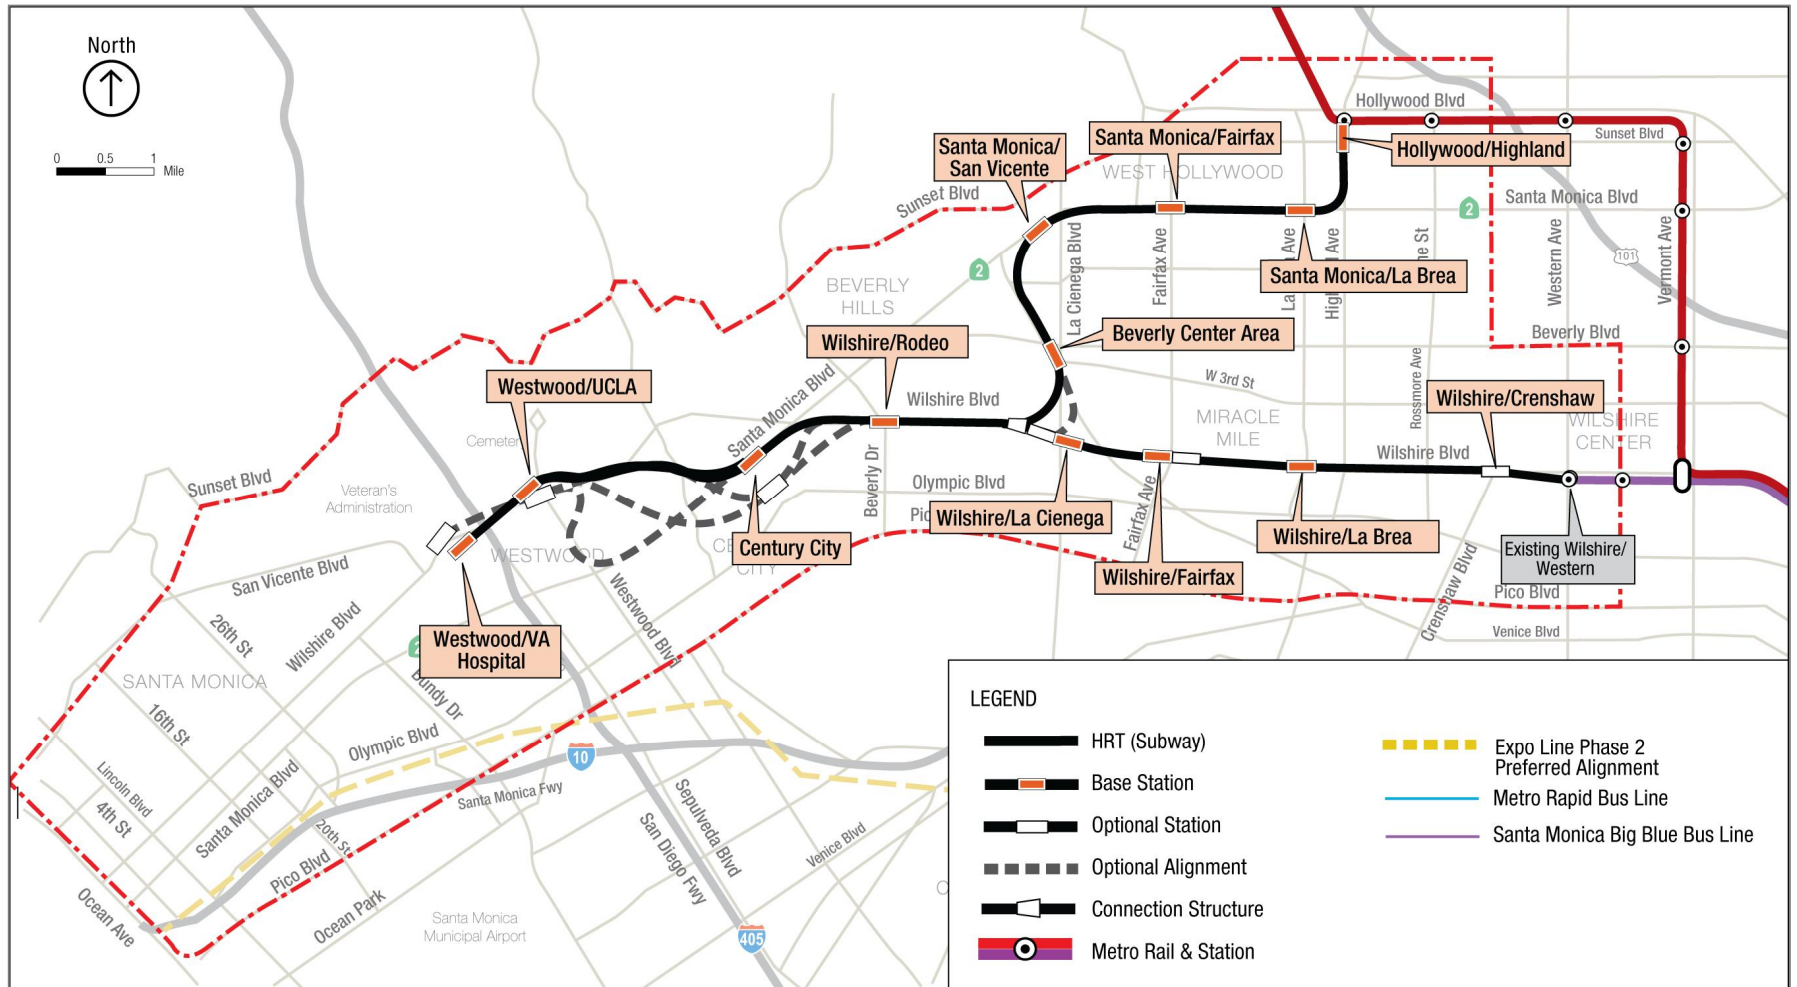 North
0 0.5 1
Mile
Hollywood Blvd
Sunset Blvd
Santa Monica/Fairfax
Hollywood/Highland
Santa Monica/
San Vicente
WEST HOLLYWOOD
Sunset Blvd
2
Santa Monica Blvd
La Cienega Blvd
Fairfax Ave
Western Ave
Vermont Ave
101
2
Santa Monica/La Brea
BEVERLY
HILLS
Beverly Center Area
Beverly Blvd
Wilshire/Rodeo
W 3rd St
Rossmore Ave
Westwood/UCLA
Santa Monica Blvd
Wilshire Blvd
Wilshire/Crenshaw
MIRACLE
MILE
WILSHIRE
CENTER
Wilshire Blvd
Beverly Dr
Olympic Blvd
Sunset Blvd
Veteran's
Administration
Wilshire/La Cienega
Fairfax Ave
Wilshire/La Brea
Existing Wilshire/
Western
Century City
WESTWOOD
CITY
Wilshire/Fairfax
Crenshaw Blvd
Pico Blvd
Venice Blvd
San Vicente Blvd
26th St
Wilshire Blvd
Westwood Blvd
Westwood/VA
Hospital
SANTA MONICA
Bundy Dr
16th St
Olympic Blvd
10
Santa Monica Fwy
Lincoln Blvd
4th St
Santa Monica Blvd
20th St
Pico Blvd
Ocean Ave
Ocean Park
Sepulveda Blvd
San Diego Fwy
Venice Blvd
Santa Monica
Municipal Airport
405
LEGEND
HRT (Subway)
Base Station
Optional Station
Optional Alignment
Connection Structure
Metro Rail & Station
Expo Line Phase 2
Preferred Alignment
Metro Rapid Bus Line
Santa Monica Big Blue Bus Line